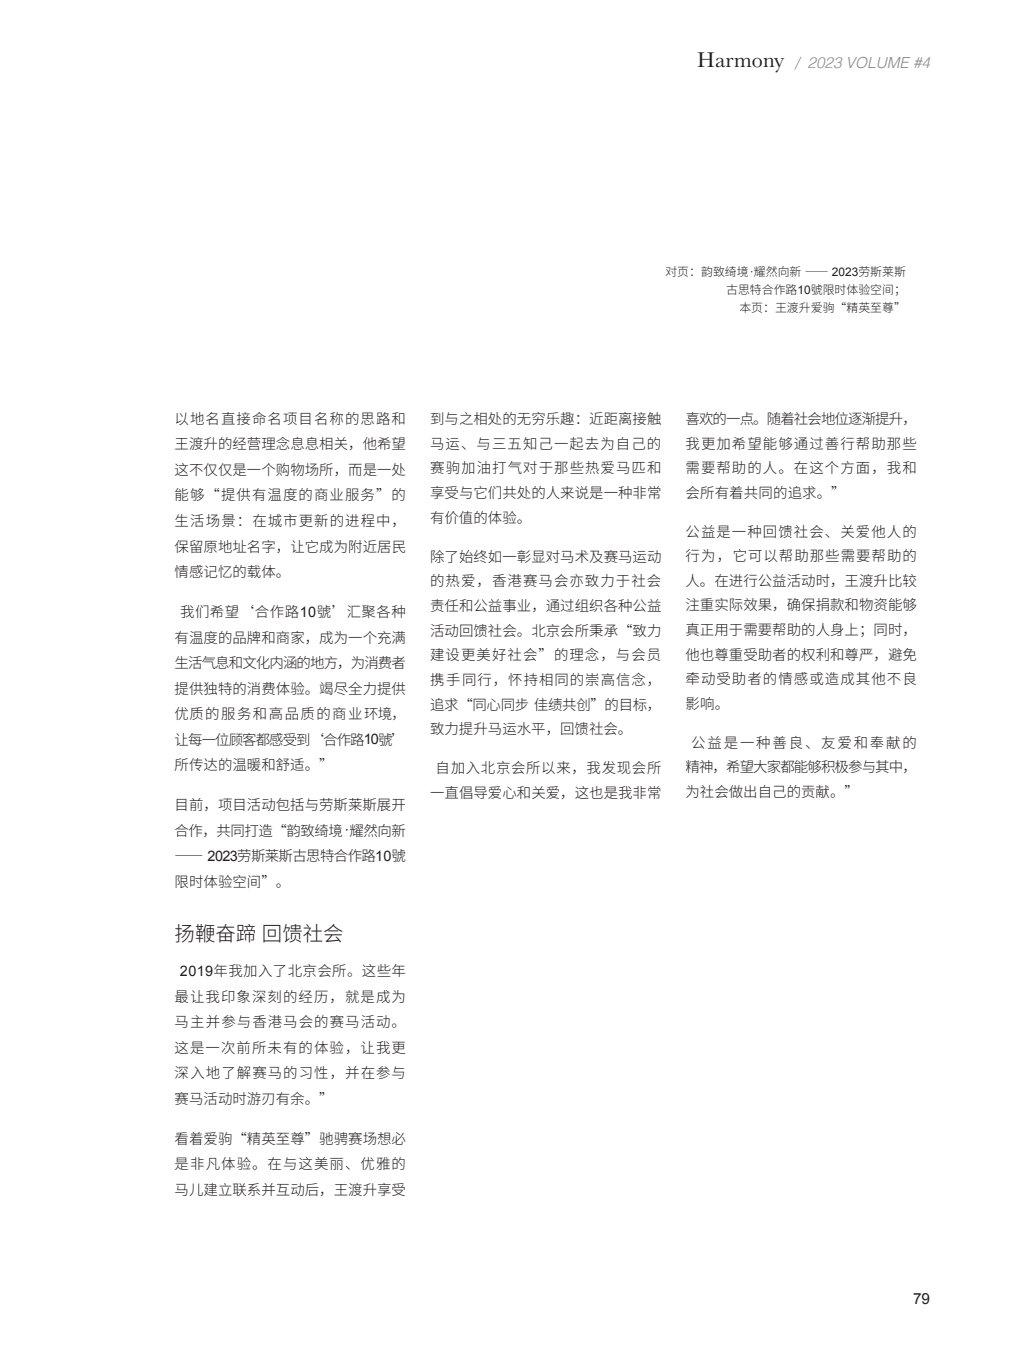 Harmony / 2023 VOLUME #4
对页：韵致绮境·耀然向新 —— 2023劳斯莱斯
古思特合作路10號限时体验空间；
本页：王渡升爱驹“精英至尊”
以地名直接命名项目名称的思路和
王渡升的经营理念息息相关，他希望
这不仅仅是一个购物场所，而是一处
能够“提供有温度的商业服务”的
生活场景：在城市更新的进程中，
保留原地址名字，让它成为附近居民
情感记忆的载体。
我们希望‘合作路10號’汇聚各种
有温度的品牌和商家，成为一个充满
生活气息和文化内涵的地方，为消费者
提供独特的消费体验。竭尽全力提供
优质的服务和高品质的商业环境，
让每一位顾客都感受到‘合作路10號’
所传达的温暖和舒适。”
目前，项目活动包括与劳斯莱斯展开
合作，共同打造“韵致绮境·耀然向新
—— 2023劳斯莱斯古思特合作路10號
限时体验空间”。
扬鞭奋蹄 回馈社会
2019年我加入了北京会所。这些年
最让我印象深刻的经历，就是成为
马主并参与香港马会的赛马活动。
这是一次前所未有的体验，让我更
深入地了解赛马的习性，并在参与
赛马活动时游刃有余。”
看着爱驹“精英至尊”驰骋赛场想必
是非凡体验。在与这美丽、优雅的
马儿建立联系并互动后，王渡升享受
到与之相处的无穷乐趣：近距离接触
马运、与三五知己一起去为自己的
赛驹加油打气对于那些热爱马匹和
享受与它们共处的人来说是一种非常
有价值的体验。
除了始终如一彰显对马术及赛马运动
的热爱，香港赛马会亦致力于社会
责任和公益事业，通过组织各种公益
活动回馈社会。北京会所秉承“致力
建设更美好社会”的理念，与会员
携手同行，怀持相同的崇高信念，
追求“同心同步 佳绩共创”的目标，
致力提升马运水平，回馈社会。
自加入北京会所以来，我发现会所
一直倡导爱心和关爱，这也是我非常
喜欢的一点。随着社会地位逐渐提升，
我更加希望能够通过善行帮助那些
需要帮助的人。在这个方面，我和
会所有着共同的追求。”
公益是一种回馈社会、关爱他人的
行为，它可以帮助那些需要帮助的
人。在进行公益活动时，王渡升比较
注重实际效果，确保捐款和物资能够
真正用于需要帮助的人身上；同时，
他也尊重受助者的权利和尊严，避免
牵动受助者的情感或造成其他不良
影响。
公益是一种善良、友爱和奉献的
精神，希望大家都能够积极参与其中，
为社会做出自己的贡献。”
79